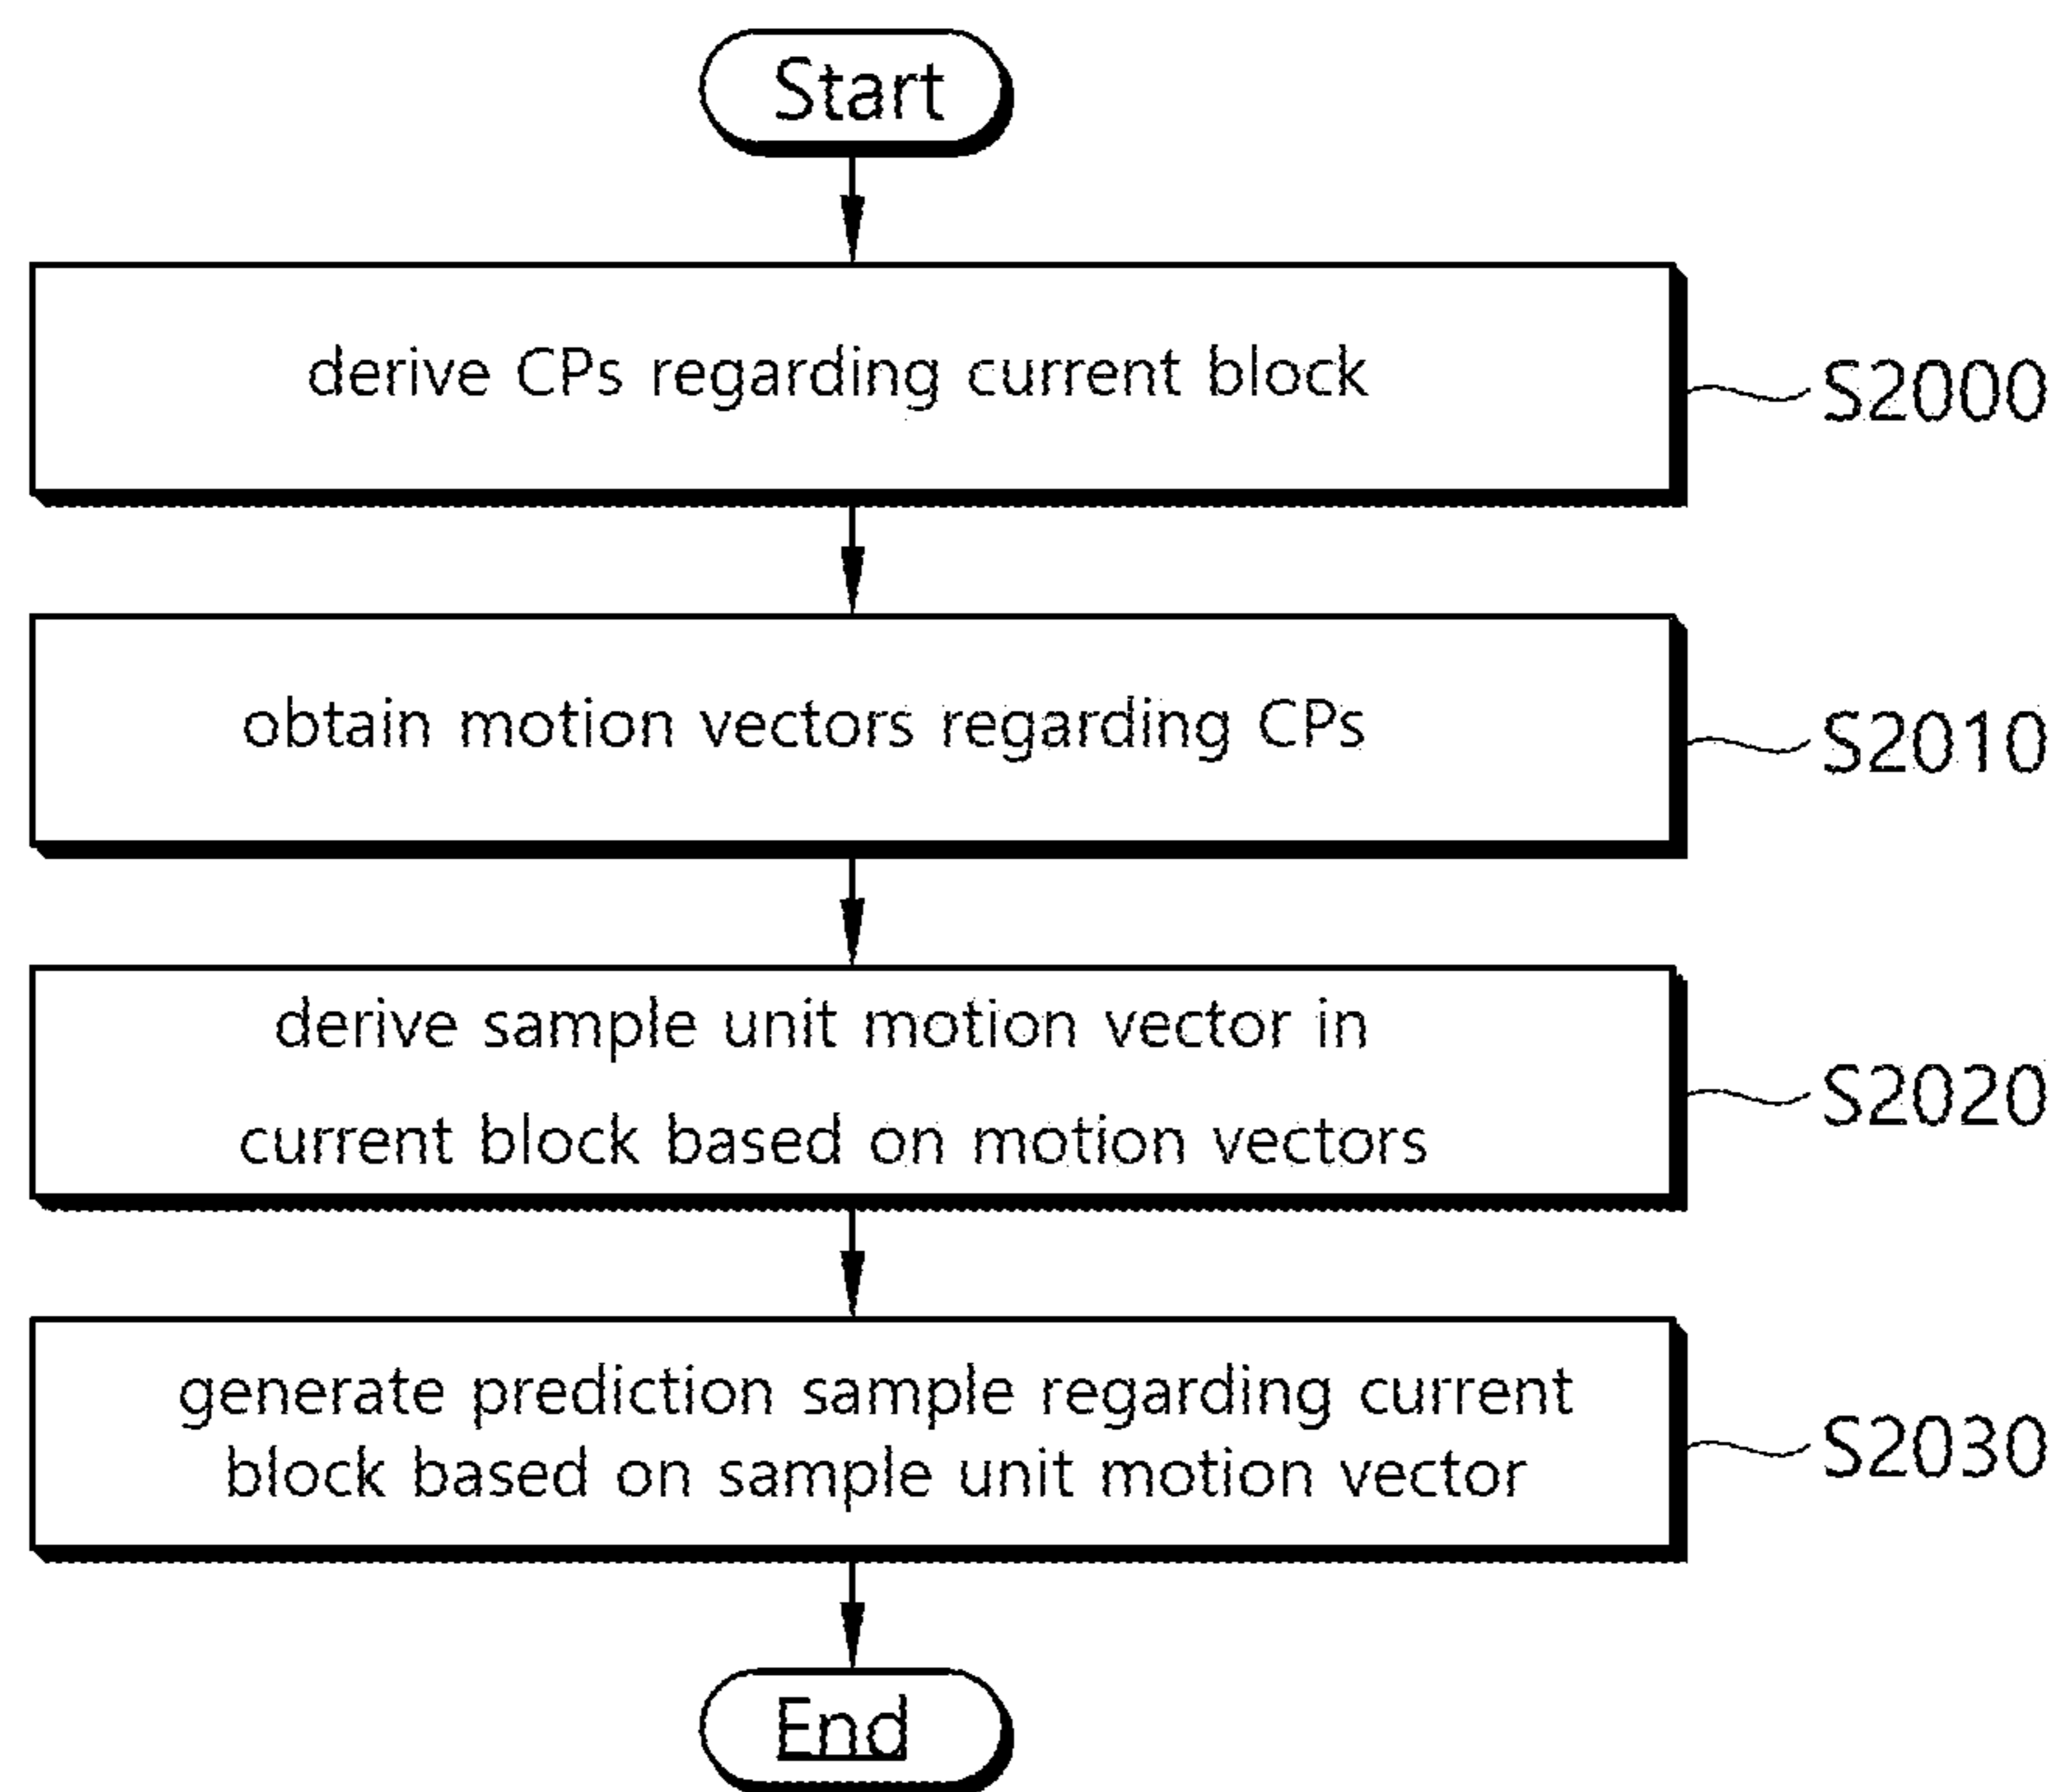 Start
derive CPs regarding current block
S2000
obtain motion vectors regarding CPs
S2010
derive sample unit motion vector in
current block based on motion vectors
S2020
generate prediction sample regarding current
block based on sample unit motion vector
S2030
End